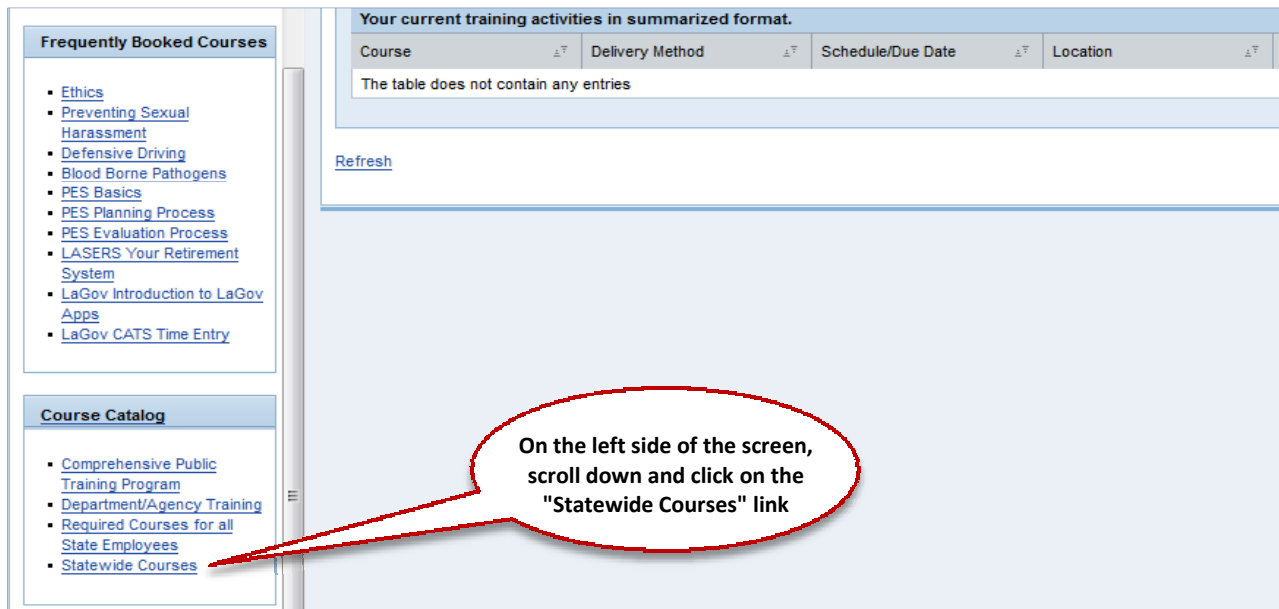 Frequently Booked Courses
Ethics
Preventing Sexual
Harassment
Defensive Driving
Blood Borne Pathogens
PES Basics
PES Planning Process
PES Evaluation Process
LASERS Your Retirement
System
LaGov Introduction to LaGov
Apps
LaGov CATS Time Entry
Course Catalog
Comprehensive Public
Training Program
Department/Agency Training
Required Courses for all
State Employees
Statewide Courses
Your current training activities in summarized format.
Course Delivery Method Schedule/Due Date Location
The table does not contain any entries
Refresh
On the left side of the screen,
scroll down and click on the
"Statewide Courses" link